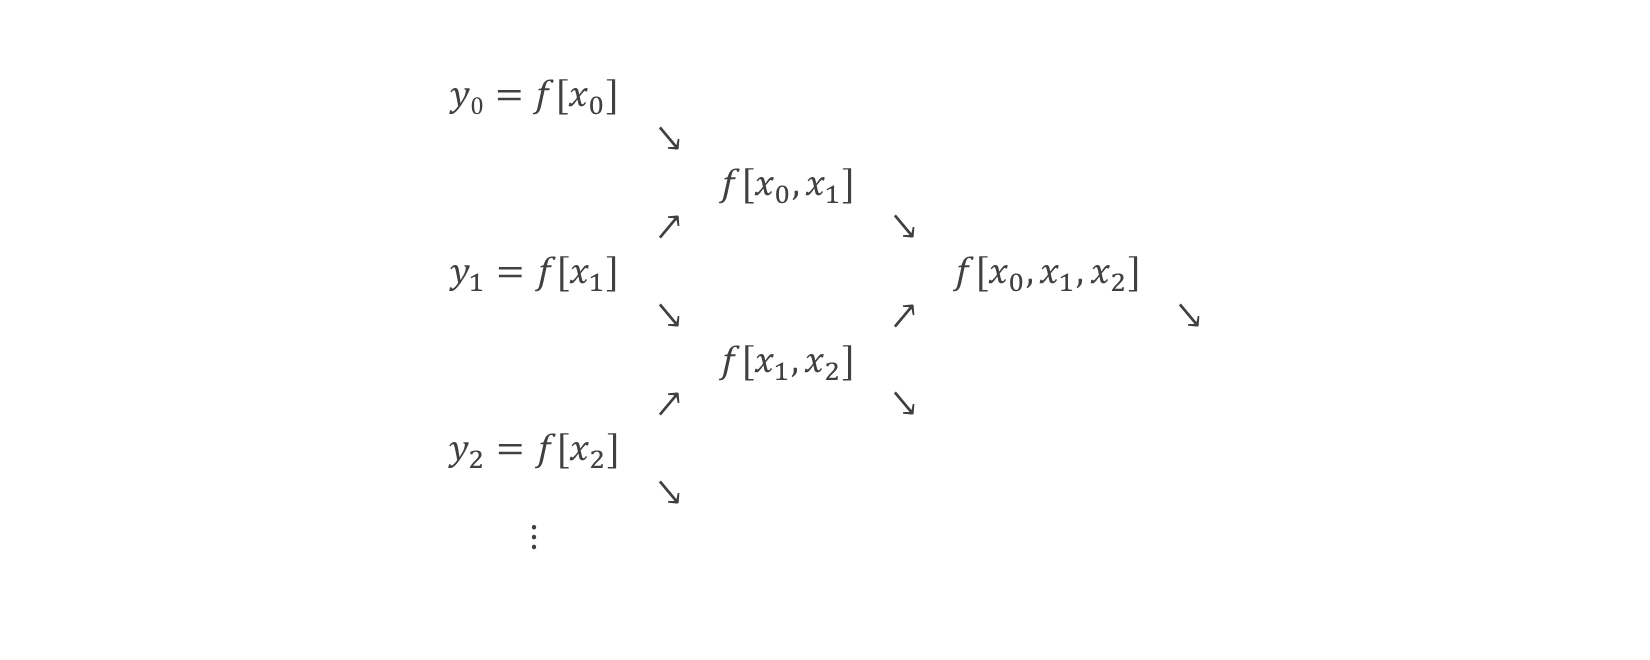 y₀ = f[x₀]
↘
f[x₀, x₁]
↗ ↘
y₁ = f[x₁] f[x₀, x₁, x₂]
↘ ↗ ↘
f[x₁, x₂]
↗ ↘
y₂ = f[x₂]
↘
⋮